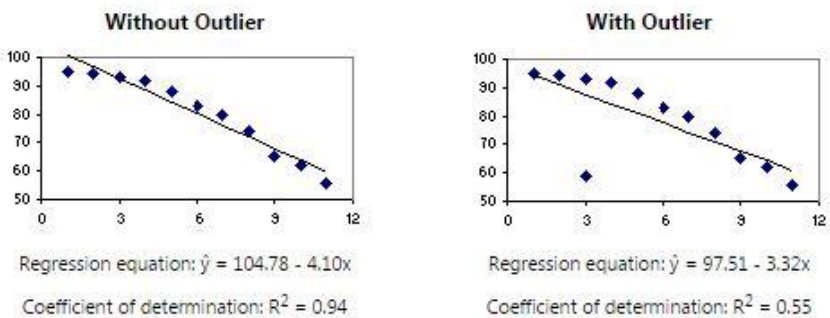 Without Outlier
100
90
80
70
60
50
0 3 6 9 12
Regression equation: ŷ = 104.78 - 4.10x
Coefficient of determination: R² = 0.94
With Outlier
100
90
80
70
60
50
0 3 6 9 12
Regression equation: ŷ = 97.51 - 3.32x
Coefficient of determination: R² = 0.55